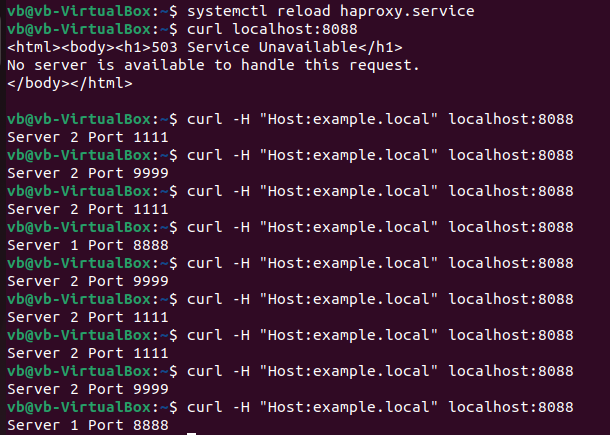 vb@vb-VirtualBox:~$ systemctl reload haproxy.service
vb@vb-VirtualBox:~$ curl localhost:8088
<html><body><h1>503 Service Unavailable</h1>
No server is available to handle this request.
</body></html>
vb@vb-VirtualBox:~$ curl -H "Host:example.local" localhost:8088
Server 2 Port 1111
vb@vb-VirtualBox:~$ curl -H "Host:example.local" localhost:8088
Server 2 Port 9999
vb@vb-VirtualBox:~$ curl -H "Host:example.local" localhost:8088
Server 2 Port 1111
vb@vb-VirtualBox:~$ curl -H "Host:example.local" localhost:8088
Server 1 Port 8888
vb@vb-VirtualBox:~$ curl -H "Host:example.local" localhost:8088
Server 2 Port 9999
vb@vb-VirtualBox:~$ curl -H "Host:example.local" localhost:8088
Server 2 Port 1111
vb@vb-VirtualBox:~$ curl -H "Host:example.local" localhost:8088
Server 2 Port 1111
vb@vb-VirtualBox:~$ curl -H "Host:example.local" localhost:8088
Server 2 Port 9999
vb@vb-VirtualBox:~$ curl -H "Host:example.local" localhost:8088
Server 1 Port 8888